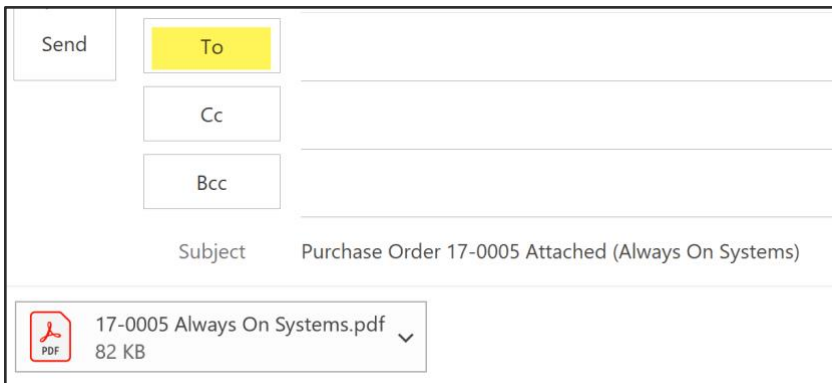 Send
To
Cc
Bcc
Subject Purchase Order 17-0005 Attached (Always On Systems)
17-0005 Always On Systems.pdf
PDF
82 KB